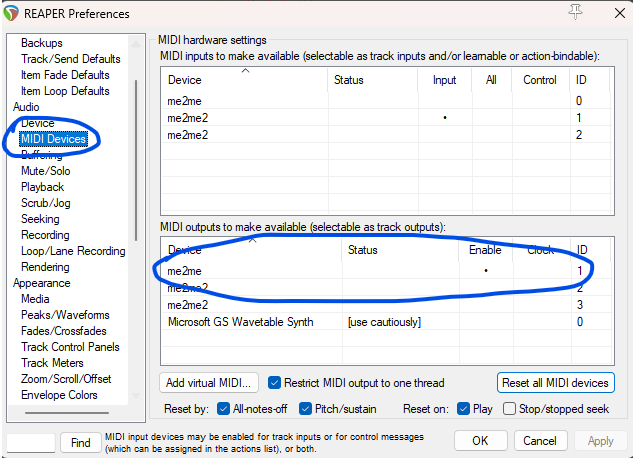 REAPER Preferences
Backups
Track/Send Defaults
Item Fade Defaults
Item Loop Defaults
Audio
Device
MIDI Devices
Buffering
Mute/Solo
Playback
Scrub/Jog
Seeking
Recording
Loop/Lane Recording
Rendering
Appearance
Media
Peaks/Waveforms
Fades/Crossfades
Track Control Panels
Track Meters
Zoom/Scroll/Offset
Envelope Colors
Find
MIDI hardware settings
MIDI inputs to make available (selectable as track inputs and/or learnable or action-bindable):
Device Status Input All Control ID
me2me 0
me2me2 • 1
me2me2 2
MIDI outputs to make available (selectable as track outputs):
Device Status Enable Clock ID
me2me • 1
me2me2 2
me2me2 3
Microsoft GS Wavetable Synth [use cautiously] 0
Add virtual MIDI... Restrict MIDI output to one thread Reset all MIDI devices
Reset by: All-notes-off Pitch/sustain Reset on: Play Stop/stopped seek
MIDI input devices may be enabled for track inputs or for control messages
(which can be assigned in the actions list), or both.
OK Cancel Apply